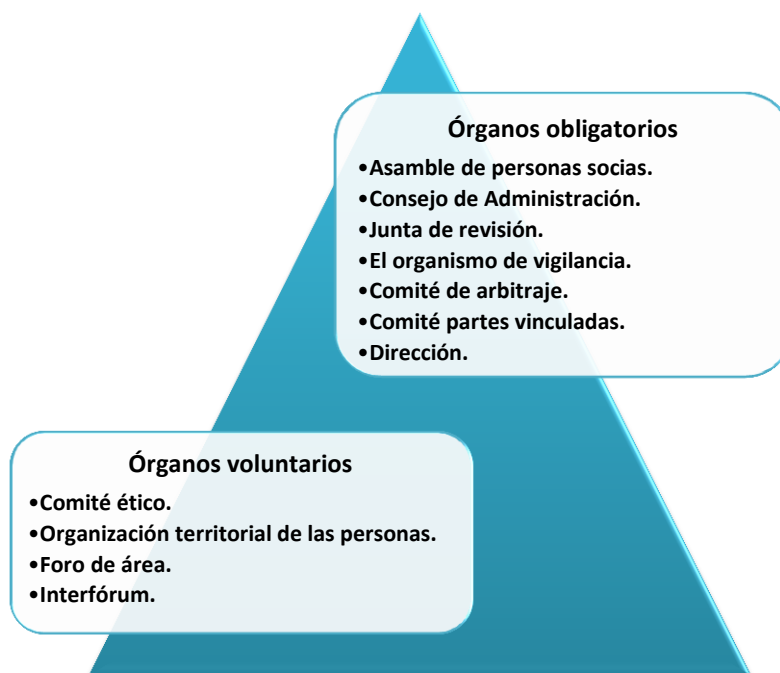 Órganos obligatorios
•Asamble de personas socias.
•Consejo de Administración.
•Junta de revisión.
•El organismo de vigilancia.
•Comité de arbitraje.
•Comité partes vinculadas.
•Dirección.
Órganos voluntarios
•Comité ético.
•Organización territorial de las personas.
•Foro de área.
•Interfórum.